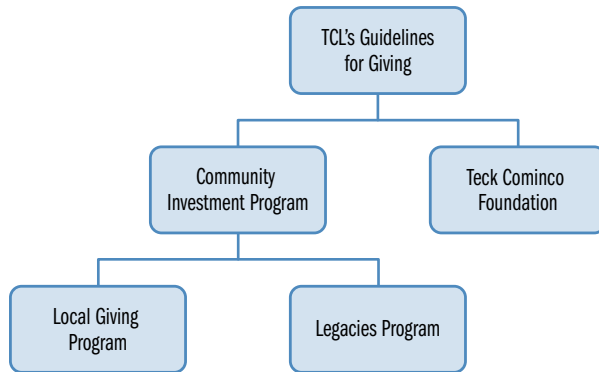 TCL's Guidelines
for Giving
Community
Investment Program
Teck Cominco
Foundation
Local Giving
Program
Legacies Program